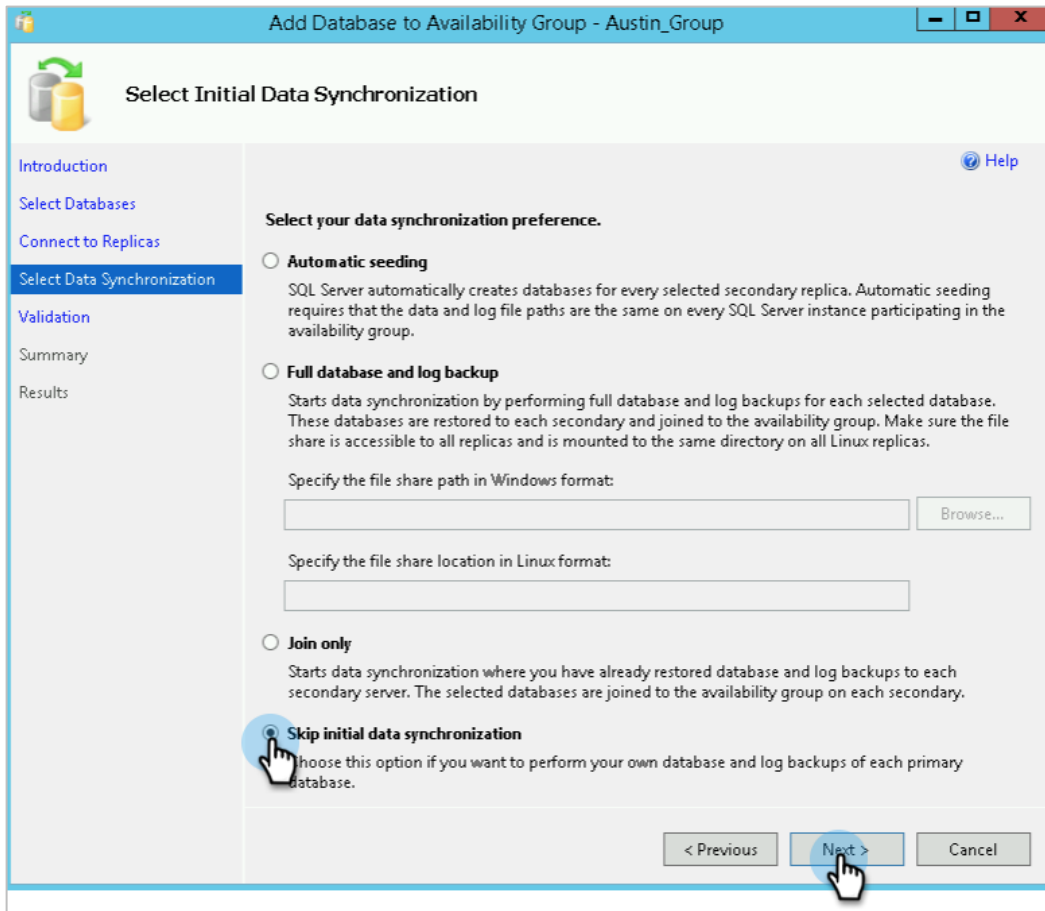 Add Database to Availability Group - Austin_Group
Select Initial Data Synchronization
Introduction
Select Databases
Connect to Replicas
Select Data Synchronization
Validation
Summary
Results
Help
Select your data synchronization preference.
Automatic seeding
SQL Server automatically creates databases for every selected secondary replica. Automatic seeding
requires that the data and log file paths are the same on every SQL Server instance participating in the
availability group.
Full database and log backup
Starts data synchronization by performing full database and log backups for each selected database.
These databases are restored to each secondary and joined to the availability group. Make sure the file
share is accessible to all replicas and is mounted to the same directory on all Linux replicas.
Specify the file share path in Windows format:
Browse...
Specify the file share location in Linux format:
Join only
Starts data synchronization where you have already restored database and log backups to each
secondary server. The selected databases are joined to the availability group on each secondary.
Skip initial data synchronization
Choose this option if you want to perform your own database and log backups of each primary
database.
< Previous
Next >
Cancel